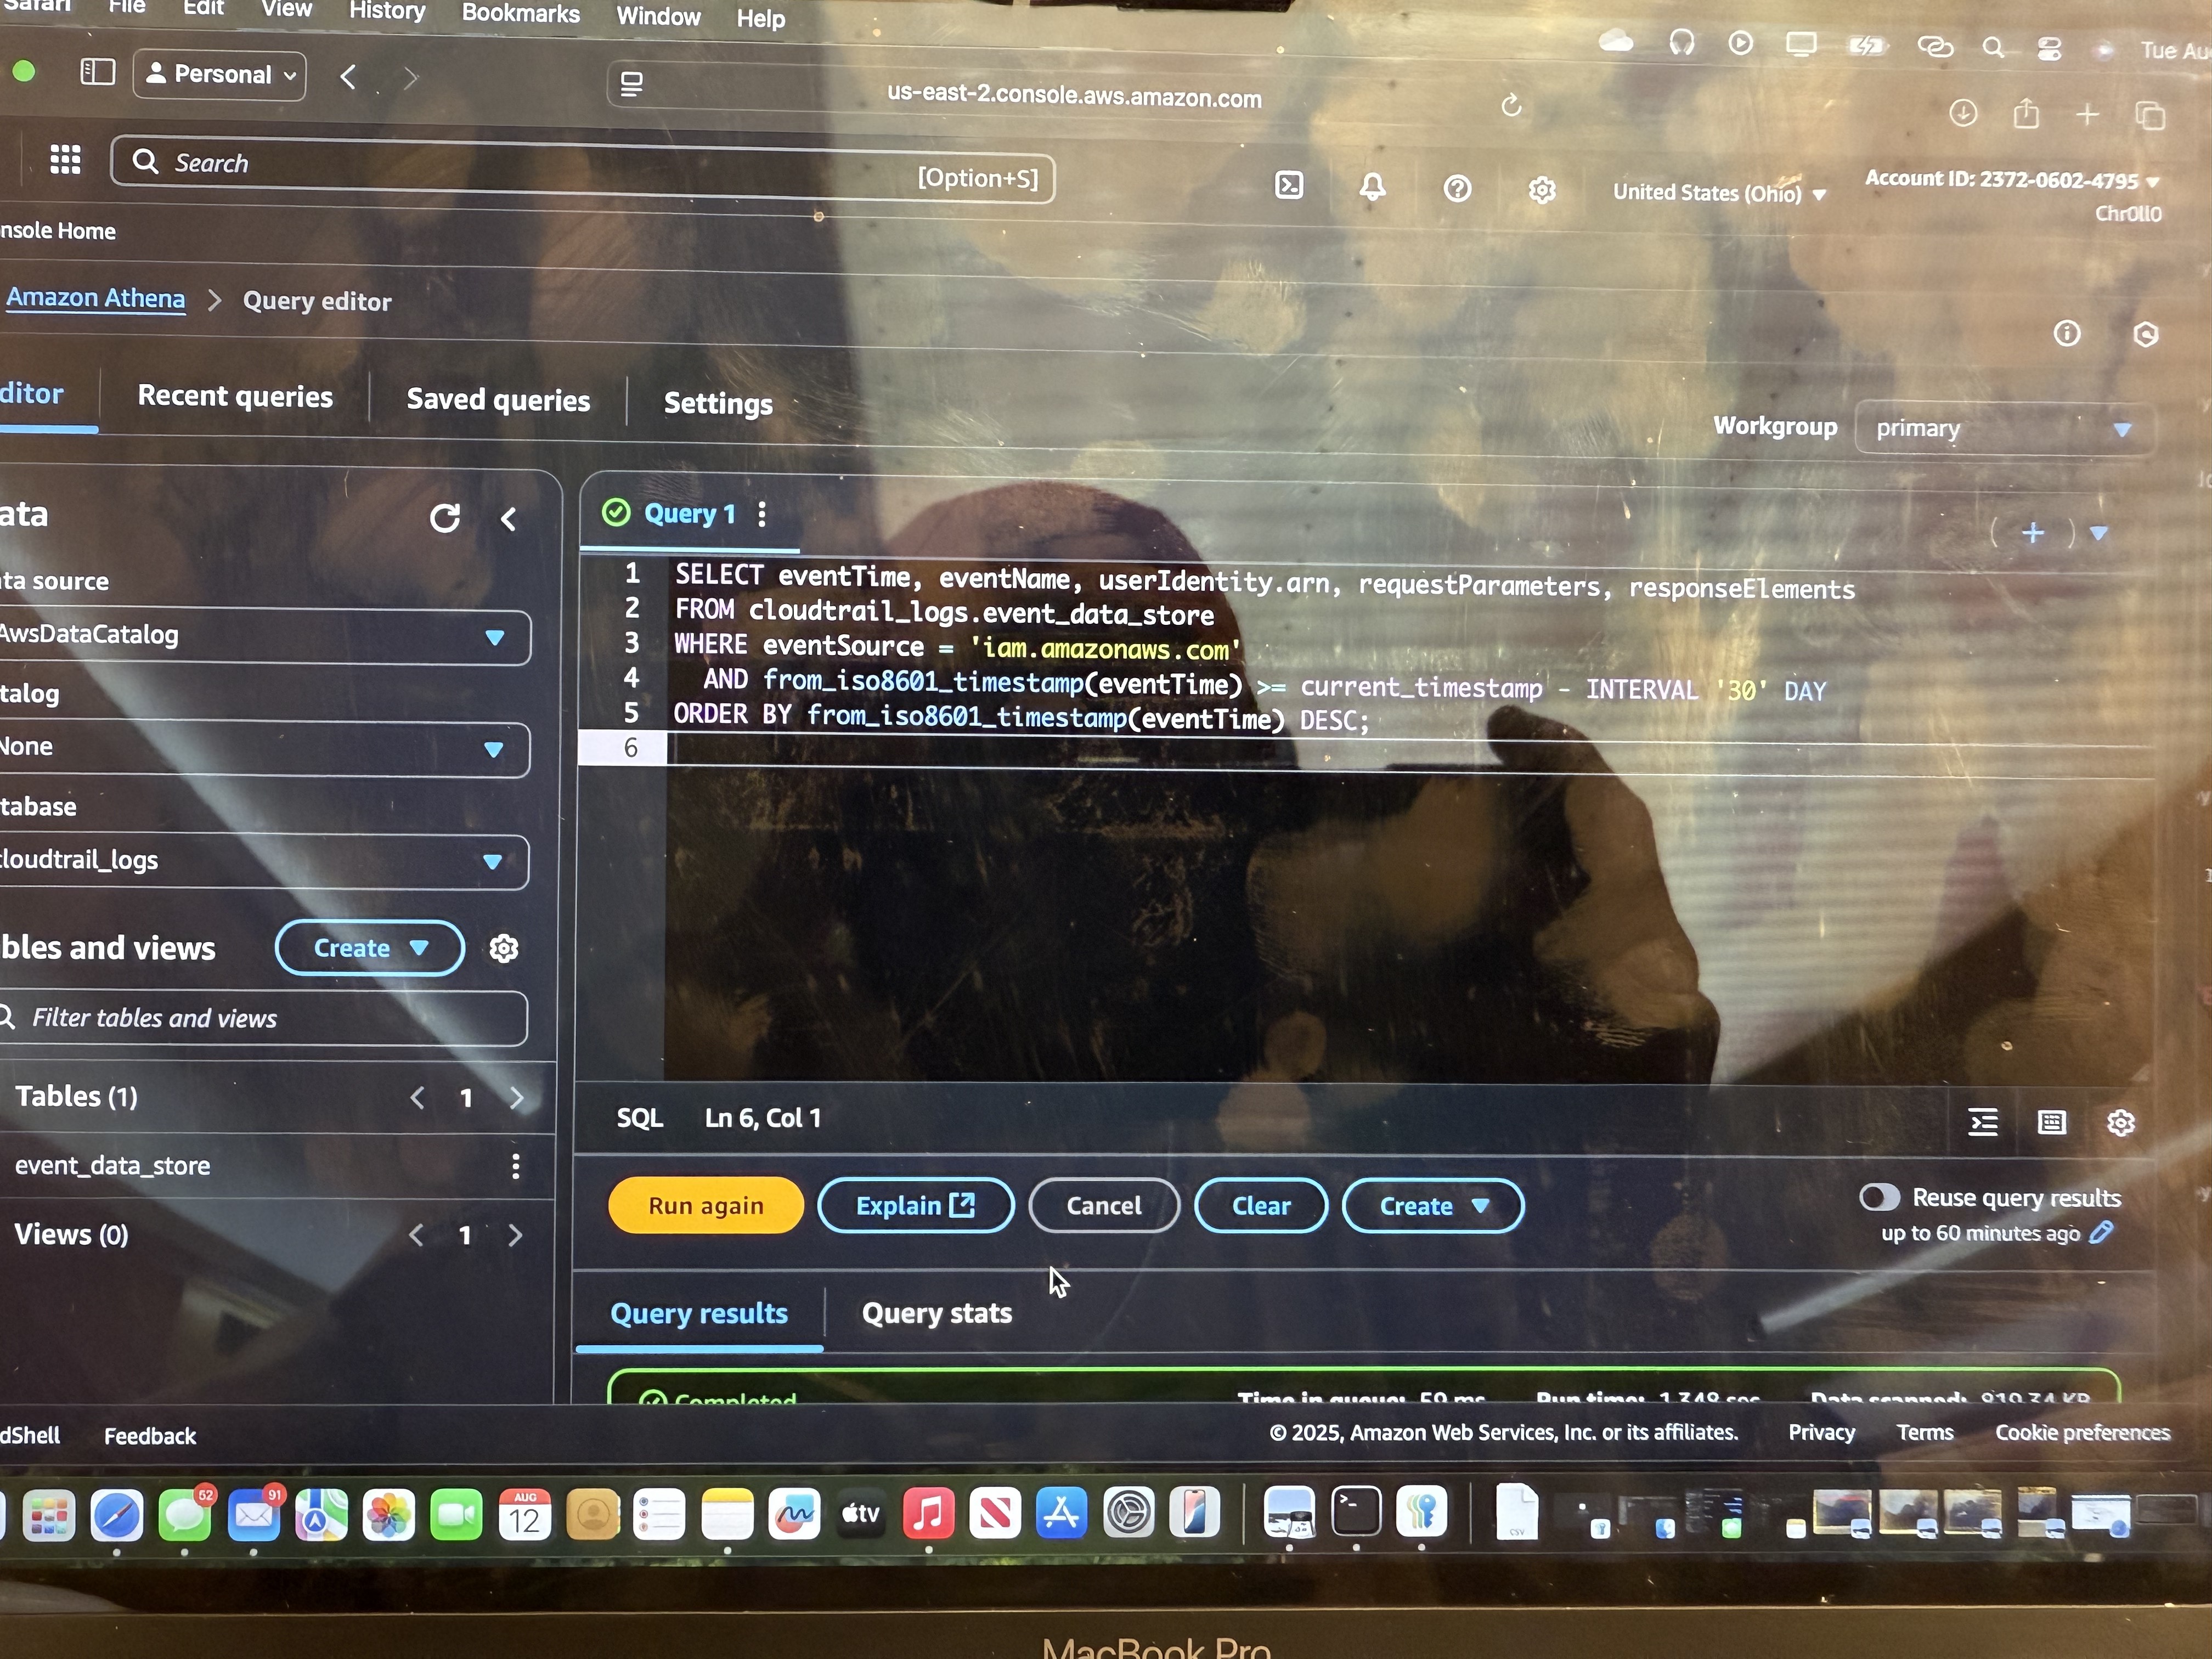 Safari File Edit View History Bookmarks Window Help
Tue Au
Personal
us-east-2.console.aws.amazon.com
Search [Option+S]
United States (Ohio)
Account ID: 2372-0602-4795
Chr0ll0
nsole Home
Amazon Athena > Query editor
ditor Recent queries Saved queries Settings
Workgroup primary
ata
ta source
AwsDataCatalog
talog
None
tabase
cloudtrail_logs
bles and views Create
Filter tables and views
Tables (1) < 1 >
event_data_store
Views (0) < 1 >
Query 1
1 SELECT eventTime, eventName, userIdentity.arn, requestParameters, responseElements
2 FROM cloudtrail_logs.event_data_store
3 WHERE eventSource = 'iam.amazonaws.com'
4 AND from_iso8601_timestamp(eventTime) >= current_timestamp - INTERVAL '30' DAY
5 ORDER BY from_iso8601_timestamp(eventTime) DESC;
6
SQL Ln 6, Col 1
Run again Explain Cancel Clear Create
Reuse query results
up to 60 minutes ago
Query results Query stats
Completed Time in queue: 59 ms Run time: 1.348 sec Data scanned: 819.34 KB
dShell Feedback © 2025, Amazon Web Services, Inc. or its affiliates. Privacy Terms Cookie preferences
52
91
AUG
12
tv
CSV
MacBook Pro